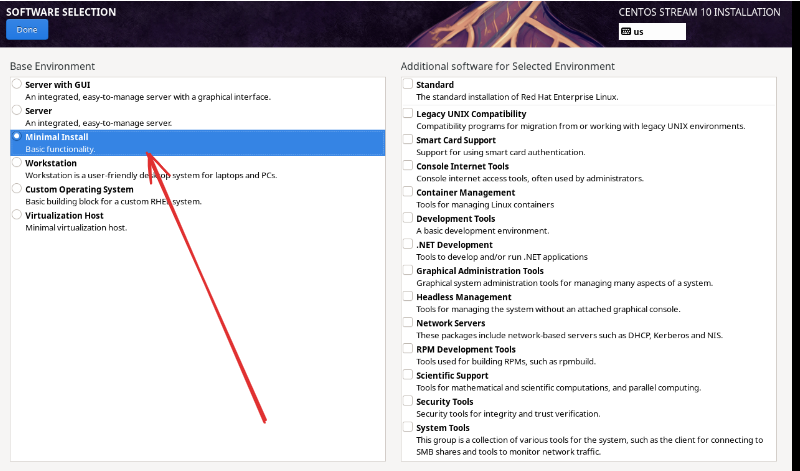 SOFTWARE SELECTION
CENTOS STREAM 10 INSTALLATION
Done
us
Base Environment
Server with GUI
An integrated, easy-to-manage server with a graphical interface.
Server
An integrated, easy-to-manage server.
Minimal Install
Basic functionality.
Workstation
Workstation is a user-friendly desktop system for laptops and PCs.
Custom Operating System
Basic building block for a custom RHEL system.
Virtualization Host
Minimal virtualization host.
Additional software for Selected Environment
Standard
The standard installation of Red Hat Enterprise Linux.
Legacy UNIX Compatibility
Compatibility programs for migration from or working with legacy UNIX environments.
Smart Card Support
Support for using smart card authentication.
Console Internet Tools
Console internet access tools, often used by administrators.
Container Management
Tools for managing Linux containers
Development Tools
A basic development environment.
.NET Development
Tools to develop and/or run .NET applications
Graphical Administration Tools
Graphical system administration tools for managing many aspects of a system.
Headless Management
Tools for managing the system without an attached graphical console.
Network Servers
These packages include network-based servers such as DHCP, Kerberos and NIS.
RPM Development Tools
Tools used for building RPMs, such as rpmbuild.
Scientific Support
Tools for mathematical and scientific computations, and parallel computing.
Security Tools
Security tools for integrity and trust verification.
System Tools
This group is a collection of various tools for the system, such as the client for connecting to
SMB shares and tools to monitor network traffic.